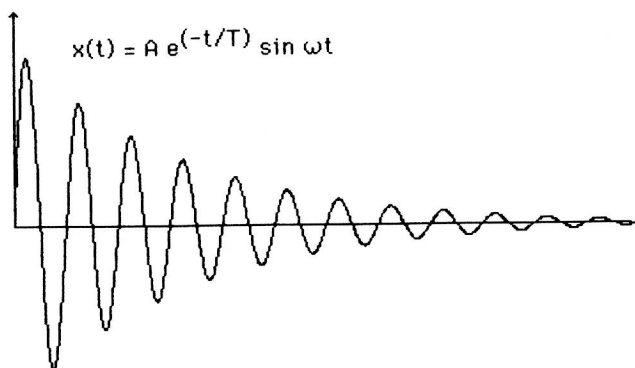 x(t) = A e^(-t/T) sin ωt